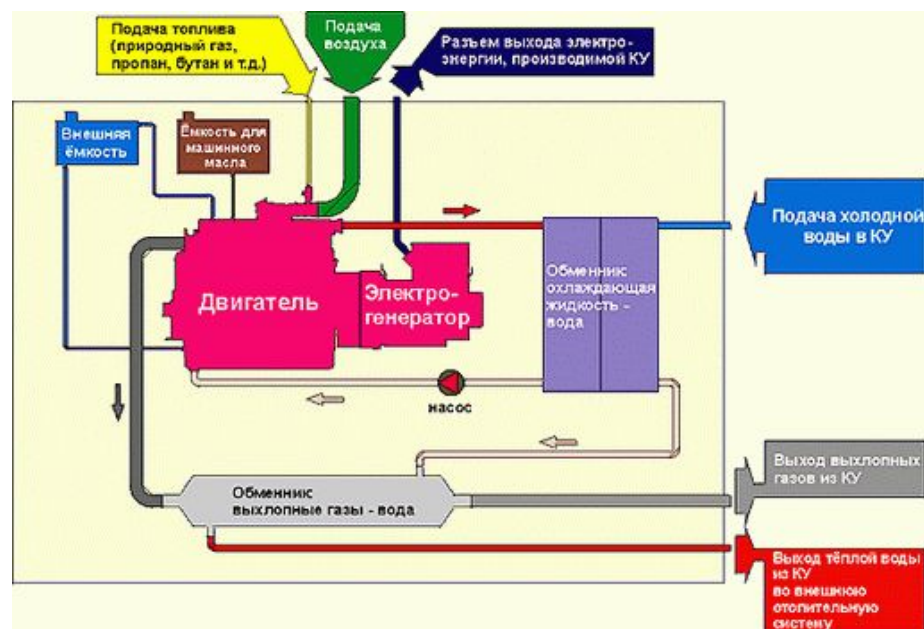 Подача топлива
(природный газ,
пропан, бутан и т.д.)
Подача
воздуха
Разъем выхода электро-
энергии, производимой КУ
Внешняя
ёмкость
Ёмкость для
машинного
масла
Подача холодной
воды в КУ
Двигатель
Электро-
генератор
Обменник
охлаждающая
жидкость -
вода
насос
Обменник
выхлопные газы - вода
Выход выхлопных
газов из КУ
Выход тёплой воды
из КУ
во внешнюю
отопительную
систему